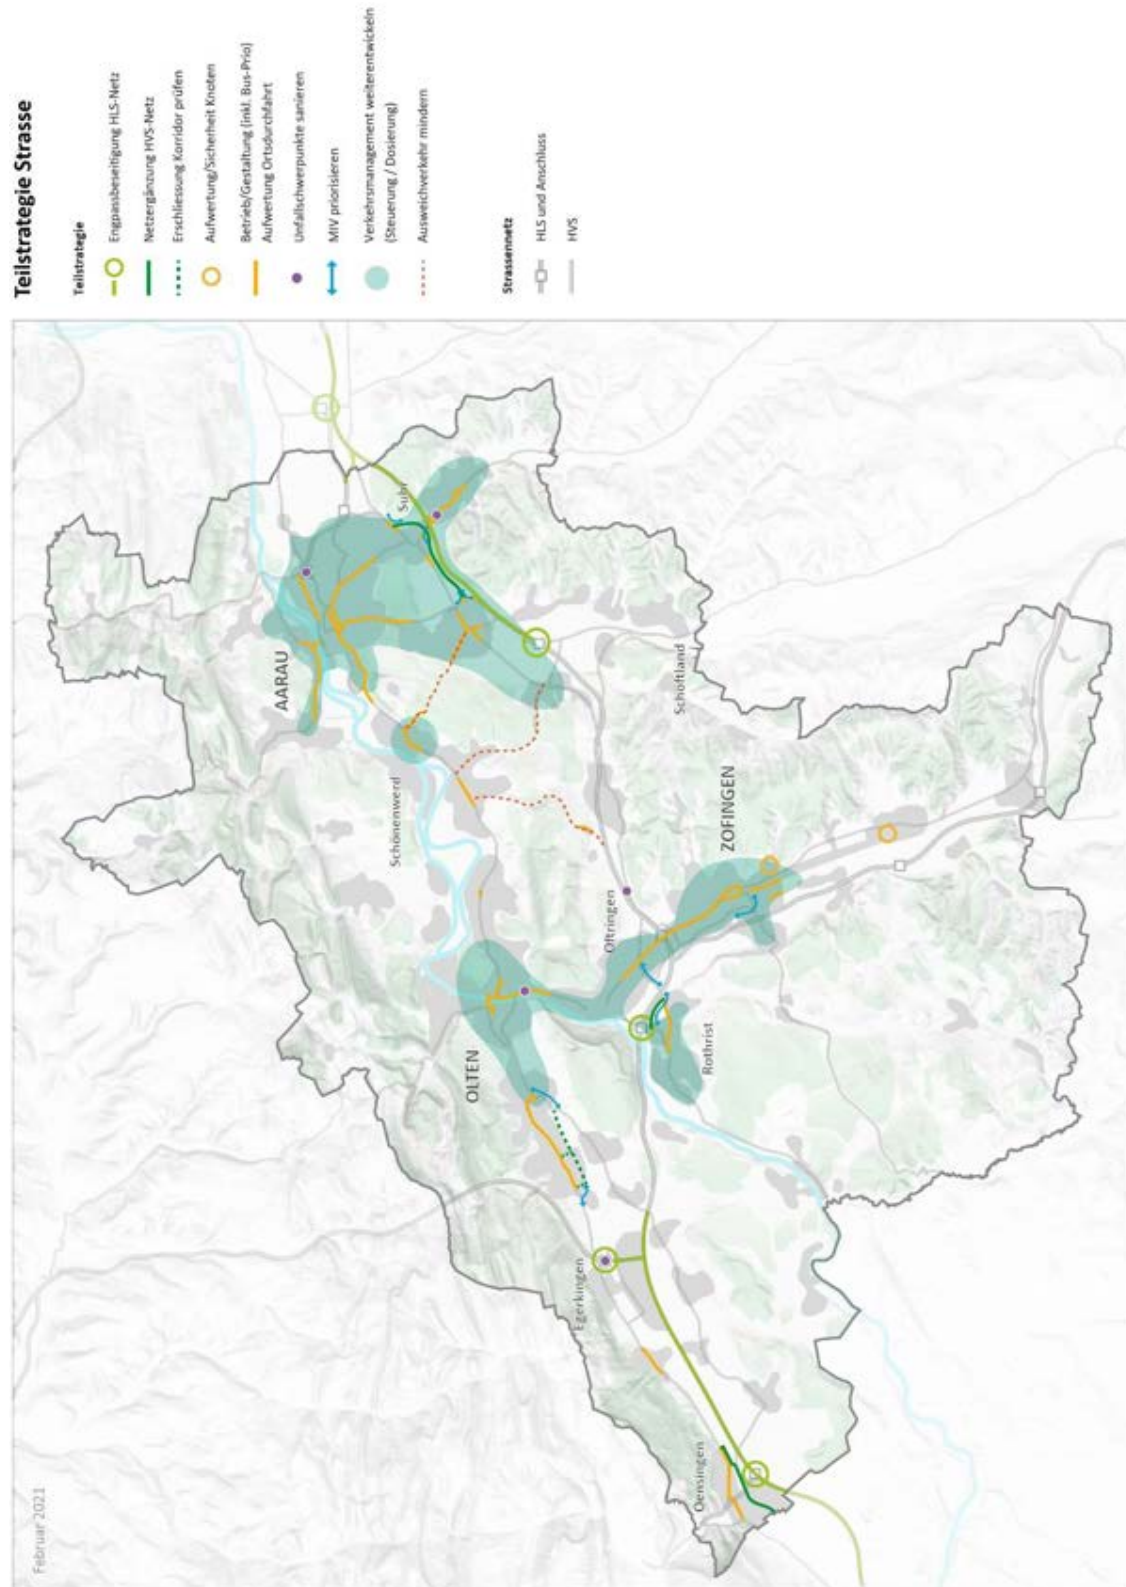 Teilstrategie Strasse
Teilstrategie
Engpassbeseitigung HLS-Netz
Netzergänzung HVS-Netz
Erschliessung Korridor prüfen
Aufwertung/Sicherheit Knoten
Betrieb/Gestaltung (inkl. Bus-Prio)
Aufwertung Ortsdurchfahrt
Unfallschwerpunkte sanieren
MIV priorisieren
Verkehrsmanagement weiterentwickeln
(Steuerung / Dosierung)
Ausweichverkehr mindern
Strassennetz
HLS und Anschluss
HVS
Februar 2021
Oensingen
Egerkingen
OLTEN
Rothrist
Oftringen
ZOFINGEN
Schönenwerd
Schöftland
AARAU
Suhr